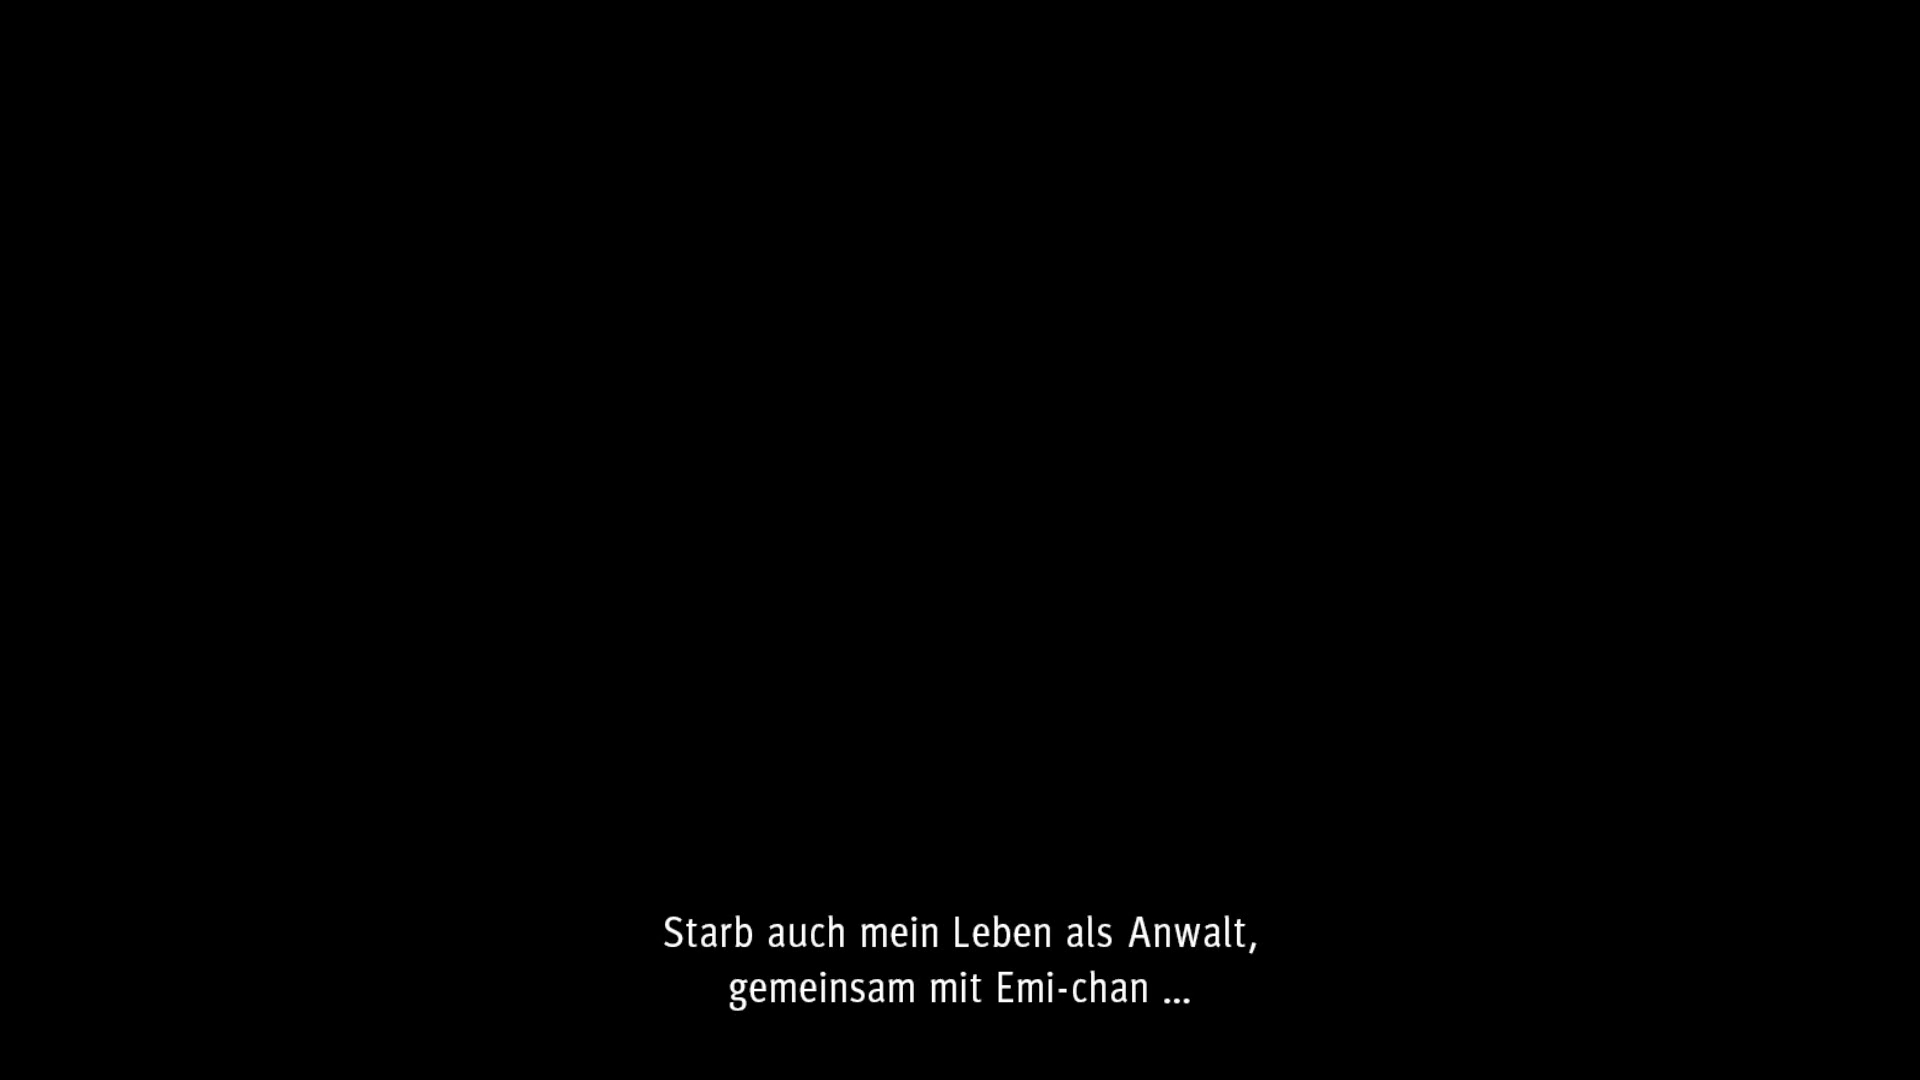 Starb auch mein Leben als Anwalt,
gemeinsam mit Emi-chan ...